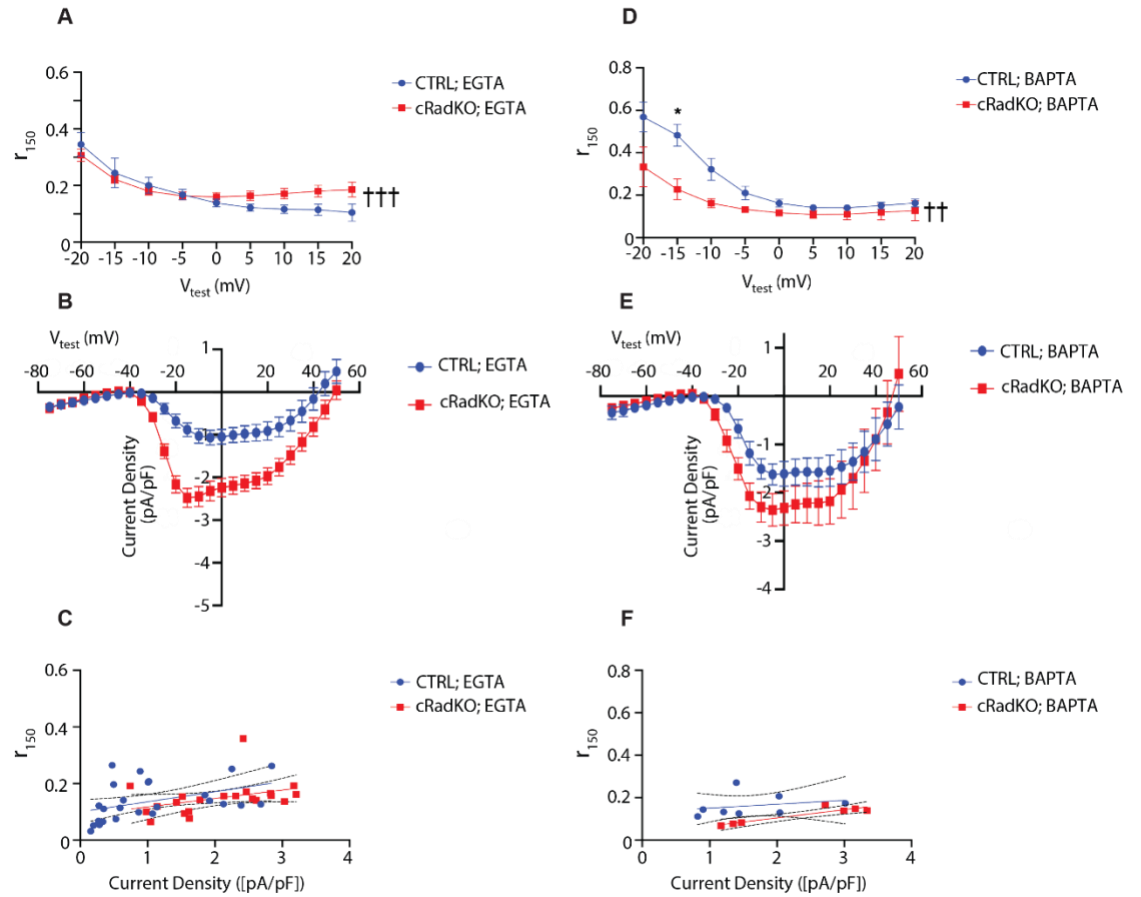 A
0.6
0.4
0.2
0
r150
-20 -15 -10 -5 0 5 10 15 20
Vtest (mV)
CTRL; EGTA
cRadKO; EGTA
†††
B
Vtest (mV)
-80 -60 -40 -20 20 40 60
1
-1
-2
-3
-4
-5
Current Density
(pA/pF)
CTRL; EGTA
cRadKO; EGTA
C
0.6
0.4
0.2
0
r150
0 1 2 3 4
Current Density ([pA/pF])
CTRL; EGTA
cRadKO; EGTA
D
0.8
0.6
0.4
0.2
0
r150
*
-20 -15 -10 -5 0 5 10 15 20
Vtest (mV)
CTRL; BAPTA
cRadKO; BAPTA
††
E
Vtest (mV)
-80 -60 -40 -20 20 40 60
1
-1
-2
-3
-4
Current Density
(pA/pF)
CTRL; BAPTA
cRadKO; BAPTA
F
0.8
0.6
0.4
0.2
0
r150
0 1 2 3 4
Current Density ([pA/pF])
CTRL; BAPTA
cRadKO; BAPTA